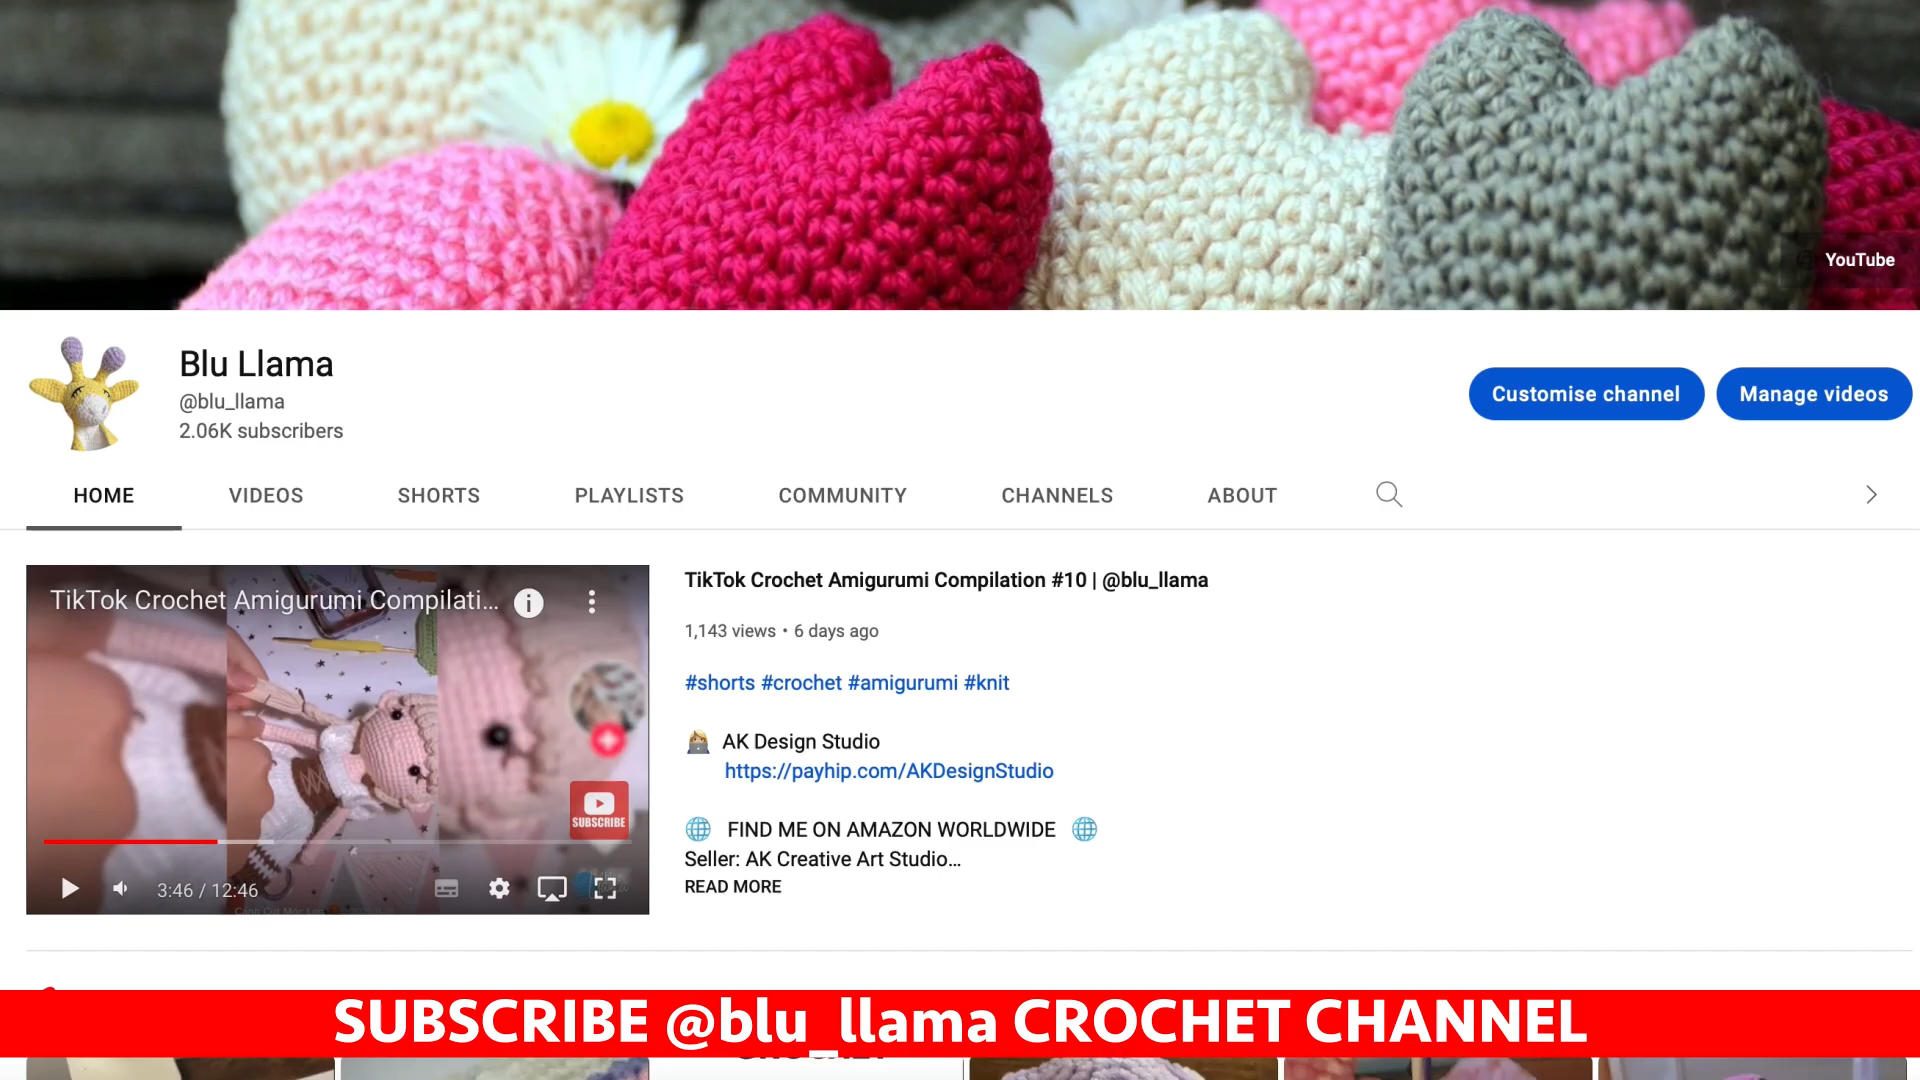 YouTube
Blu Llama
@blu_llama
2.06K subscribers
Customise channel
Manage videos
HOME
VIDEOS
SHORTS
PLAYLISTS
COMMUNITY
CHANNELS
ABOUT
TikTok Crochet Amigurumi Compilati...
SUBSCRIBE
3:46 / 12:46
TikTok Crochet Amigurumi Compilation #10 | @blu_llama
1,143 views • 6 days ago
#shorts #crochet #amigurumi #knit
AK Design Studio
https://payhip.com/AKDesignStudio
FIND ME ON AMAZON WORLDWIDE
Seller: AK Creative Art Studio...
READ MORE
SUBSCRIBE @blu_llama CROCHET CHANNEL